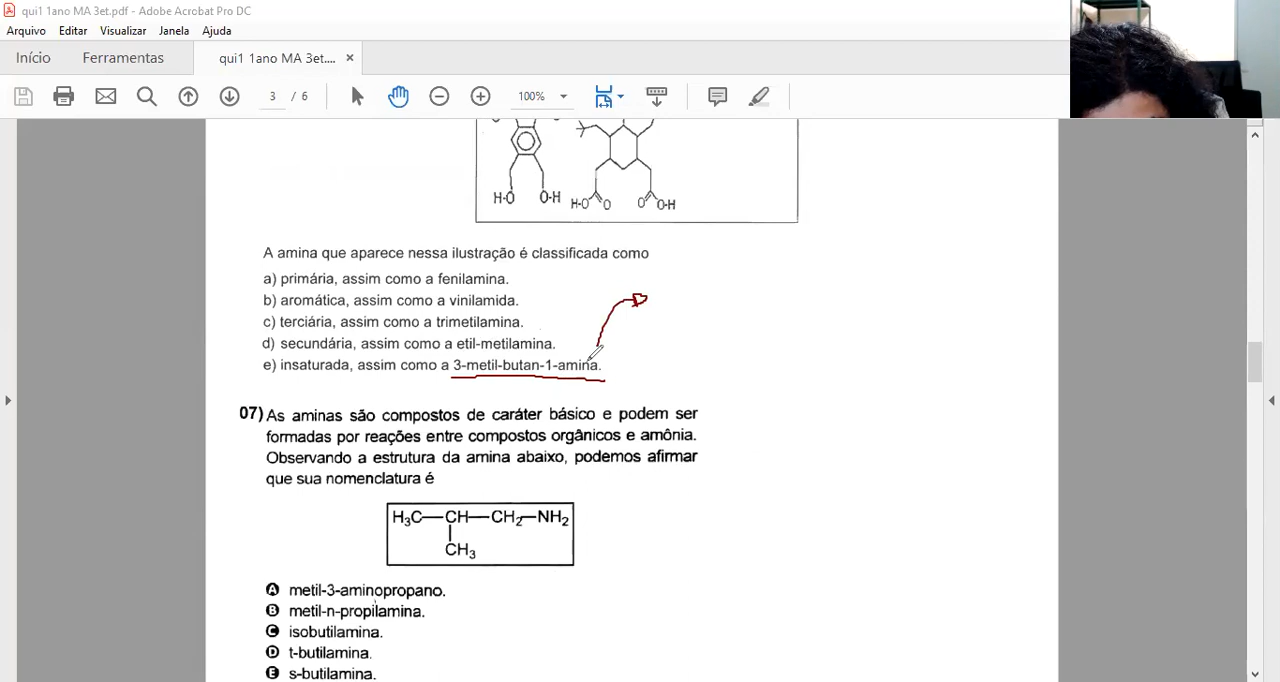 qui1 1ano MA 3et.pdf - Adobe Acrobat Pro DC
Arquivo Editar Visualizar Janela Ajuda
Início Ferramentas qui1 1ano MA 3et.... ×
3 / 6 100%
H-O O-H H-O O O O-H
A amina que aparece nessa ilustração é classificada como
a) primária, assim como a fenilamina.
b) aromática, assim como a vinilamida.
c) terciária, assim como a trimetilamina.
d) secundária, assim como a etil-metilamina.
e) insaturada, assim como a 3-metil-butan-1-amina.
07) As aminas são compostos de caráter básico e podem ser
formadas por reações entre compostos orgânicos e amônia.
Observando a estrutura da amina abaixo, podemos afirmar
que sua nomenclatura é
H₃C—CH—CH₂—NH₂
CH₃
A metil-3-aminopropano.
B metil-n-propilamina.
C isobutilamina.
D t-butilamina.
E s-butilamina.